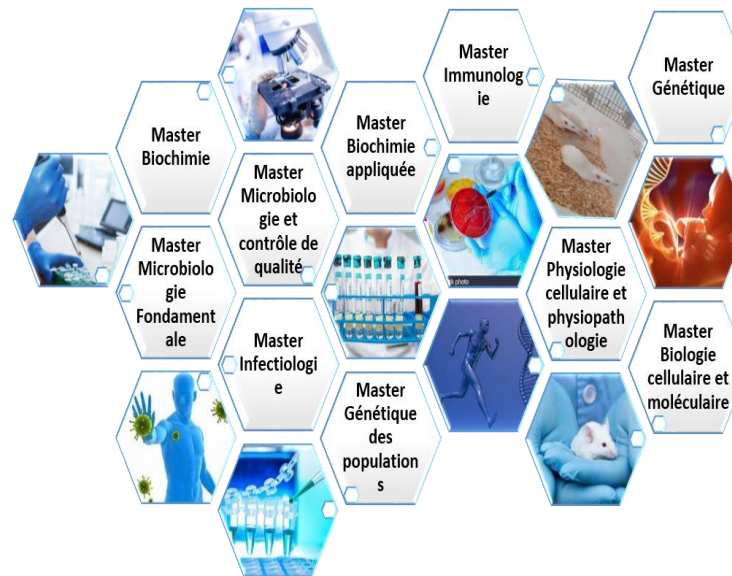 Master
Biochimie
Master
Microbiolo
gie
Fondament
ale
Master
Microbiolo
gie et
contrôle de
qualité
Master
Infectiologi
e
Master
Biochimie
appliquée
Master
Génétique
des
population
s
Master
Immunolog
ie
k photo
Master
Physiologie
cellulaire et
physiopath
ologie
Master
Génétique
Master
Biologie
cellulaire et
moléculaire